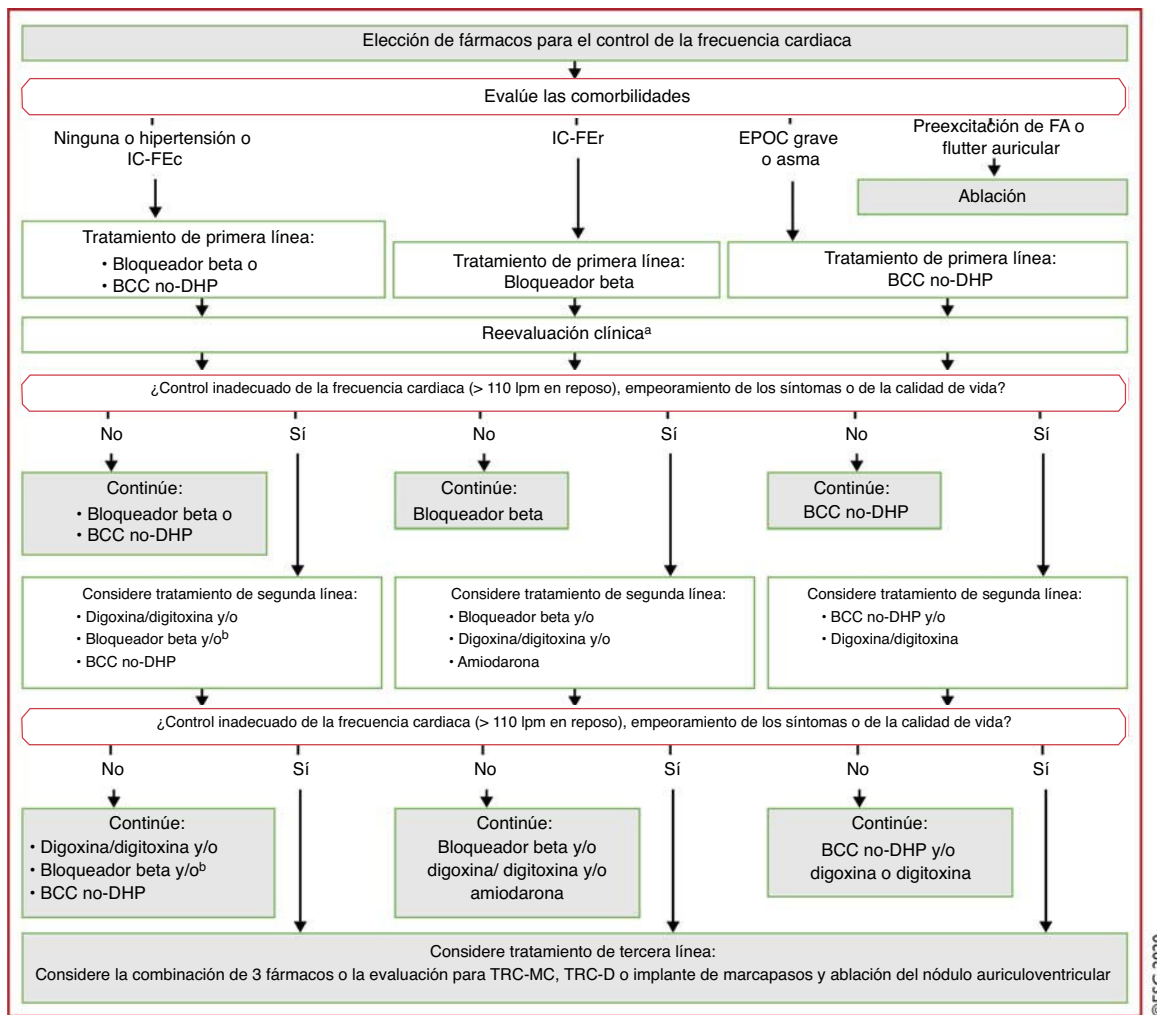 Elección de fármacos para el control de la frecuencia cardiaca
Evalúe las comorbilidades
Ninguna o hipertensión o
IC-FEc
IC-FEr
EPOC grave
o asma
Preexcitación de FA o
flutter auricular
Ablación
Tratamiento de primera línea:
• Bloqueador beta o
• BCC no-DHP
Tratamiento de primera línea:
Bloqueador beta
Tratamiento de primera línea:
BCC no-DHP
Reevaluación clínicaᵃ
¿Control inadecuado de la frecuencia cardiaca (> 110 lpm en reposo), empeoramiento de los síntomas o de la calidad de vida?
No
Sí
No
Sí
No
Sí
Continúe:
• Bloqueador beta o
• BCC no-DHP
Continúe:
Bloqueador beta
Continúe:
BCC no-DHP
Considere tratamiento de segunda línea:
• Digoxina/digitoxina y/o
• Bloqueador beta y/oᵇ
• BCC no-DHP
Considere tratamiento de segunda línea:
• Bloqueador beta y/o
• Digoxina/digitoxina y/o
• Amiodarona
Considere tratamiento de segunda línea:
• BCC no-DHP y/o
• Digoxina/digitoxina
¿Control inadecuado de la frecuencia cardiaca (> 110 lpm en reposo), empeoramiento de los síntomas o de la calidad de vida?
No
Sí
No
Sí
No
Sí
Continúe:
• Digoxina/digitoxina y/o
• Bloqueador beta y/oᵇ
• BCC no-DHP
Continúe:
Bloqueador beta y/o
digoxina/ digitoxina y/o
amiodarona
Continúe:
BCC no-DHP y/o
digoxina o digitoxina
Considere tratamiento de tercera línea:
Considere la combinación de 3 fármacos o la evaluación para TRC-MC, TRC-D o implante de marcapasos y ablación del nódulo auriculoventricular
©ESC 2020